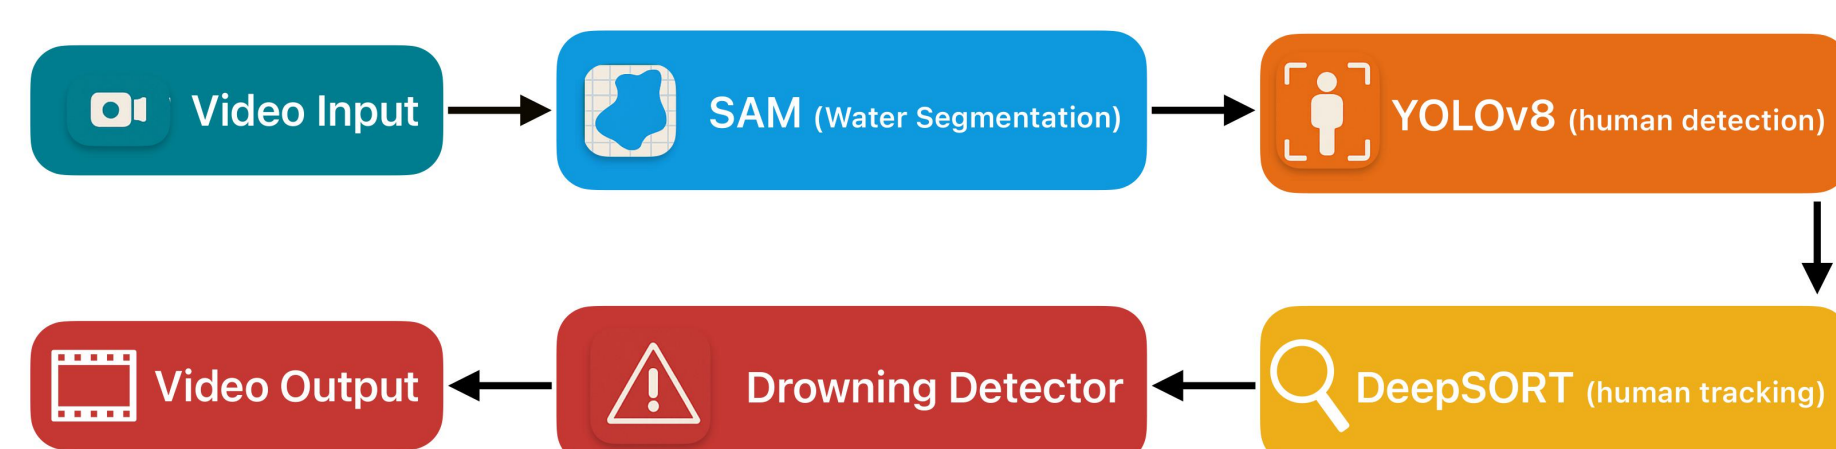 Video Input
SAM (Water Segmentation)
YOLOv8 (human detection)
Video Output
Drowning Detector
DeepSORT (human tracking)